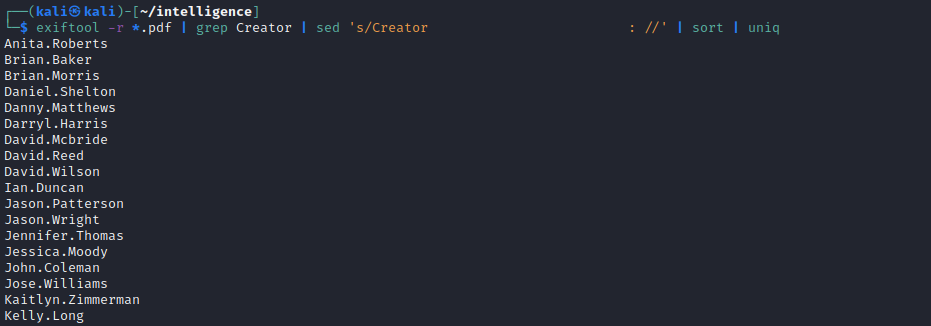 ┌──(kali㉿kali)-[~/intelligence]
└─$ exiftool -r *.pdf | grep Creator | sed 's/Creator                         : //' | sort | uniq
Anita.Roberts
Brian.Baker
Brian.Morris
Daniel.Shelton
Danny.Matthews
Darryl.Harris
David.Mcbride
David.Reed
David.Wilson
Ian.Duncan
Jason.Patterson
Jason.Wright
Jennifer.Thomas
Jessica.Moody
John.Coleman
Jose.Williams
Kaitlyn.Zimmerman
Kelly.Long